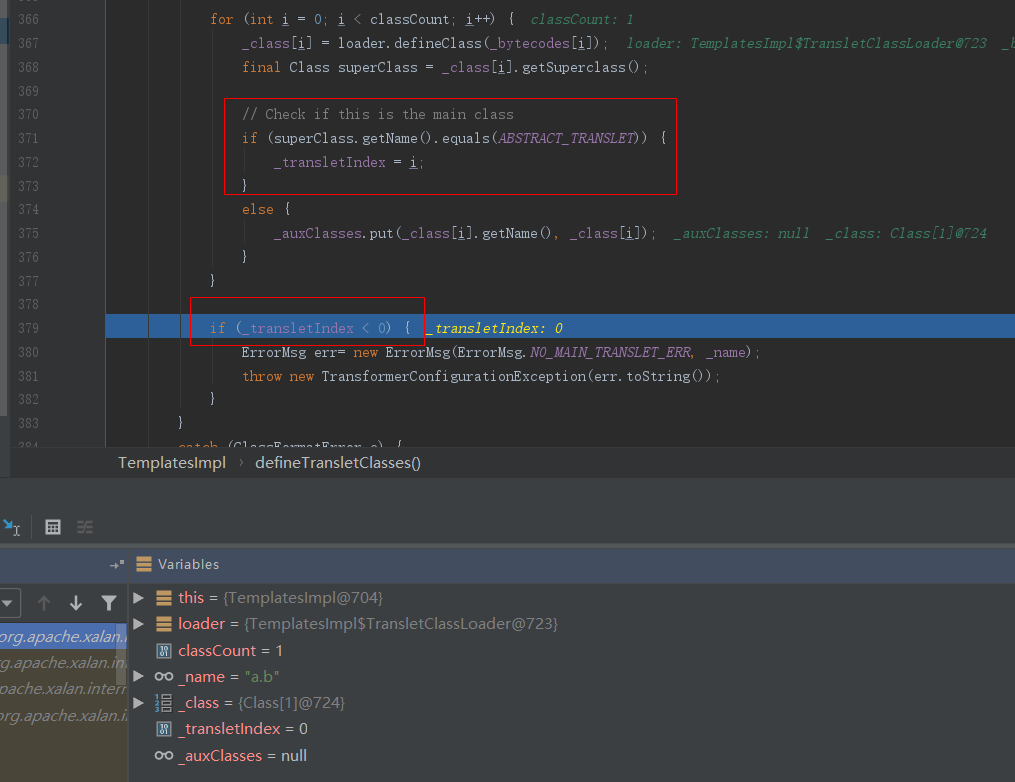 366 for (int i = 0; i < classCount; i++) { classCount: 1
367 _class[i] = loader.defineClass(_bytecodes[i]); loader: TemplatesImpl$TransletClassLoader@723
368 final Class superClass = _class[i].getSuperclass();
369
370 // Check if this is the main class
371 if (superClass.getName().equals(ABSTRACT_TRANSLET)) {
372 _transletIndex = i;
373 }
374 else {
375 _auxClasses.put(_class[i].getName(), _class[i]); _auxClasses: null _class: Class[1]@724
376 }
377 }
378
379 if (_transletIndex < 0) { _transletIndex: 0
380 ErrorMsg err= new ErrorMsg(ErrorMsg.NO_MAIN_TRANSLET_ERR, _name);
381 throw new TransformerConfigurationException(err.toString());
382 }
383 }
384 catch (ClassFormatError e) {
TemplatesImpl › defineTransletClasses()
Variables
this = {TemplatesImpl@704}
loader = {TemplatesImpl$TransletClassLoader@723}
classCount = 1
_name = "a.b"
_class = {Class[1]@724}
_transletIndex = 0
_auxClasses = null
org.apache.xalan.
rg.apache.xalan.in
pache.xalan.intern
org.apache.xalan.i